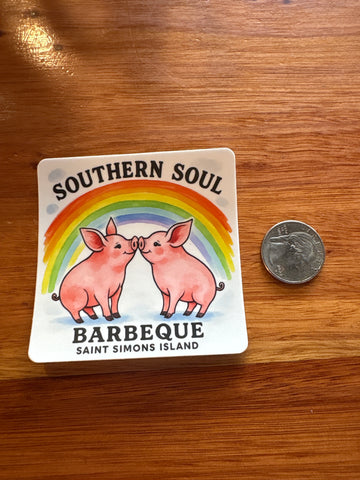 SOUTHERN SOUL
BARBEQUE
SAINT SIMONS ISLAND